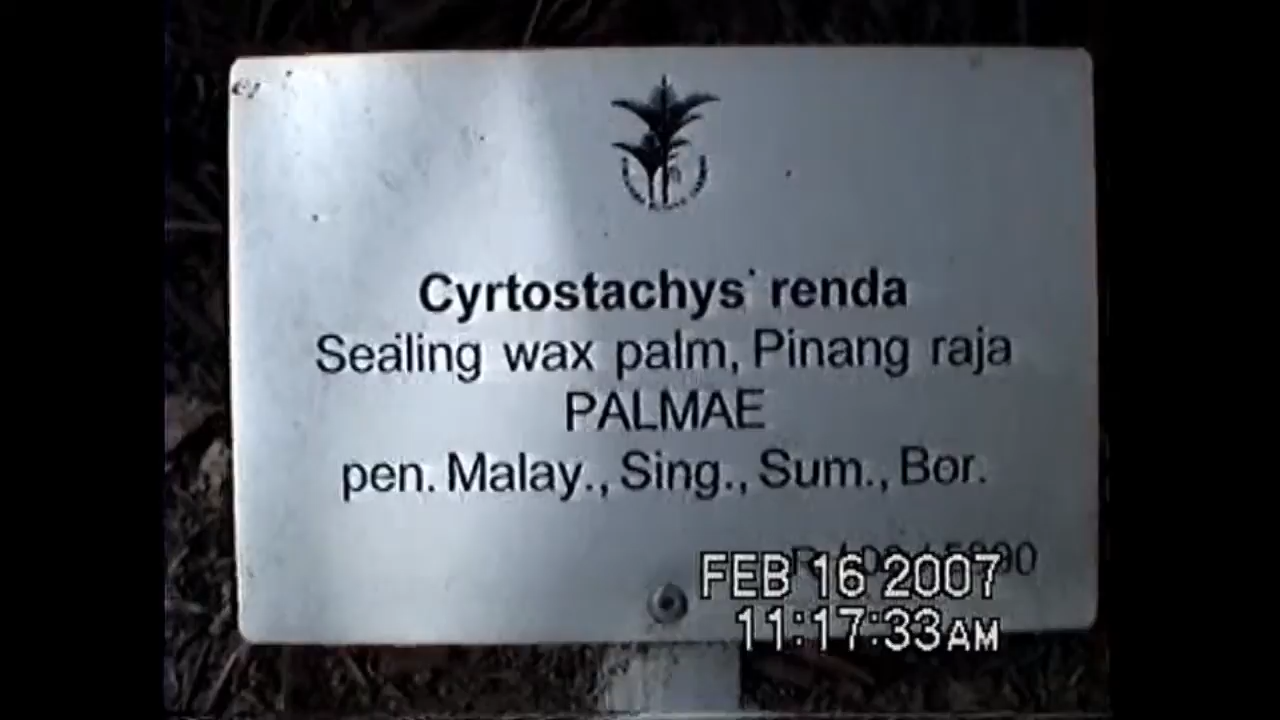 Cyrtostachys renda
Sealing wax palm, Pinang raja
PALMAE
pen. Malay., Sing., Sum., Bor.
FEB 16 2007
11:17:33AM